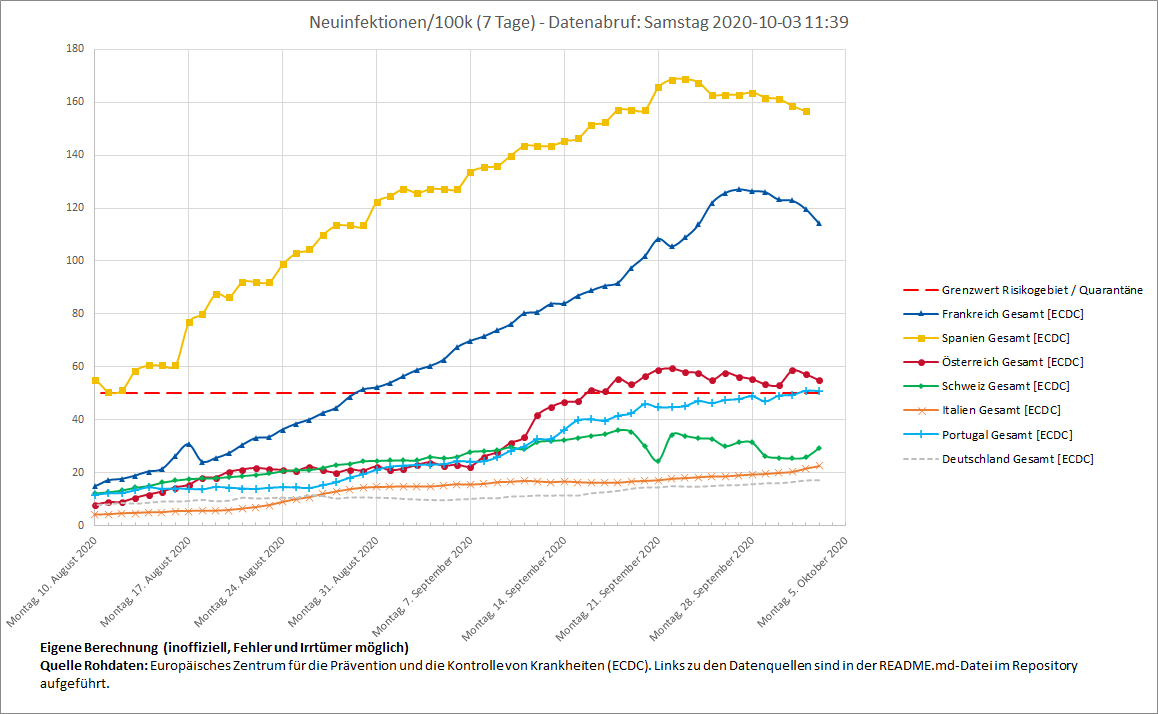 Neuinfektionen/100k (7 Tage) - Datenabruf: Samstag 2020-10-03 11:39
180
160
140
120
100
80
60
40
20
0
Montag, 10. August 2020
Montag, 17. August 2020
Montag, 24. August 2020
Montag, 31. August 2020
Montag, 7. September 2020
Montag, 14. September 2020
Montag, 21. September 2020
Montag, 28. September 2020
Montag, 5. Oktober 2020
Grenzwert Risikogebiet / Quarantäne
Frankreich Gesamt [ECDC]
Spanien Gesamt [ECDC]
Österreich Gesamt [ECDC]
Schweiz Gesamt [ECDC]
Italien Gesamt [ECDC]
Portugal Gesamt [ECDC]
Deutschland Gesamt [ECDC]
Eigene Berechnung (inoffiziell, Fehler und Irrtümer möglich)
Quelle Rohdaten: Europäisches Zentrum für die Prävention und die Kontrolle von Krankheiten (ECDC). Links zu den Datenquellen sind in der README.md-Datei im Repository
aufgeführt.